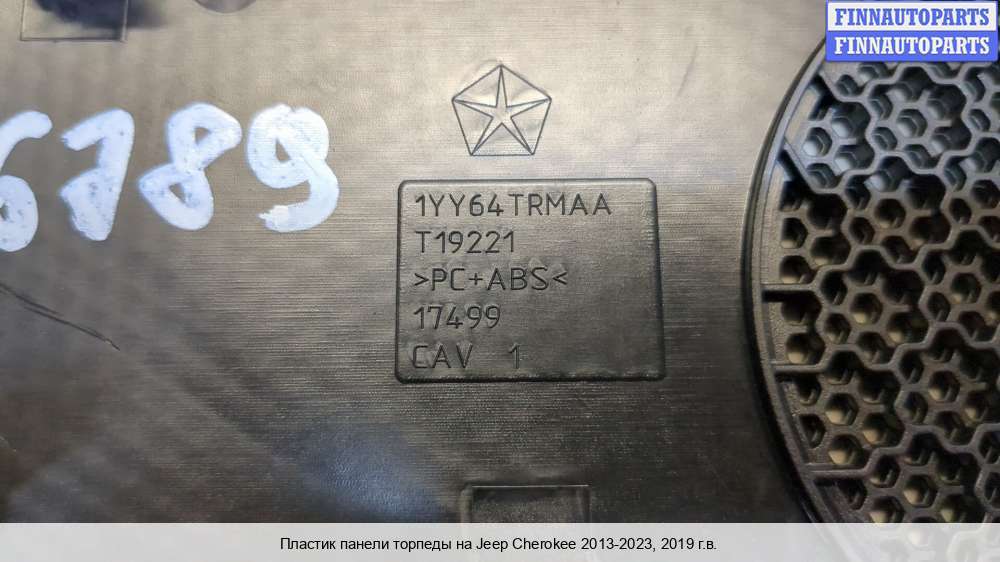 FINNAUTOPARTS
FINNAUTOPARTS
6789
1YY64TRMAA
T19221
>PC+ABS<
17499
CAV 1
Пластик панели торпеды на Jeep Cherokee 2013-2023, 2019 г.в.